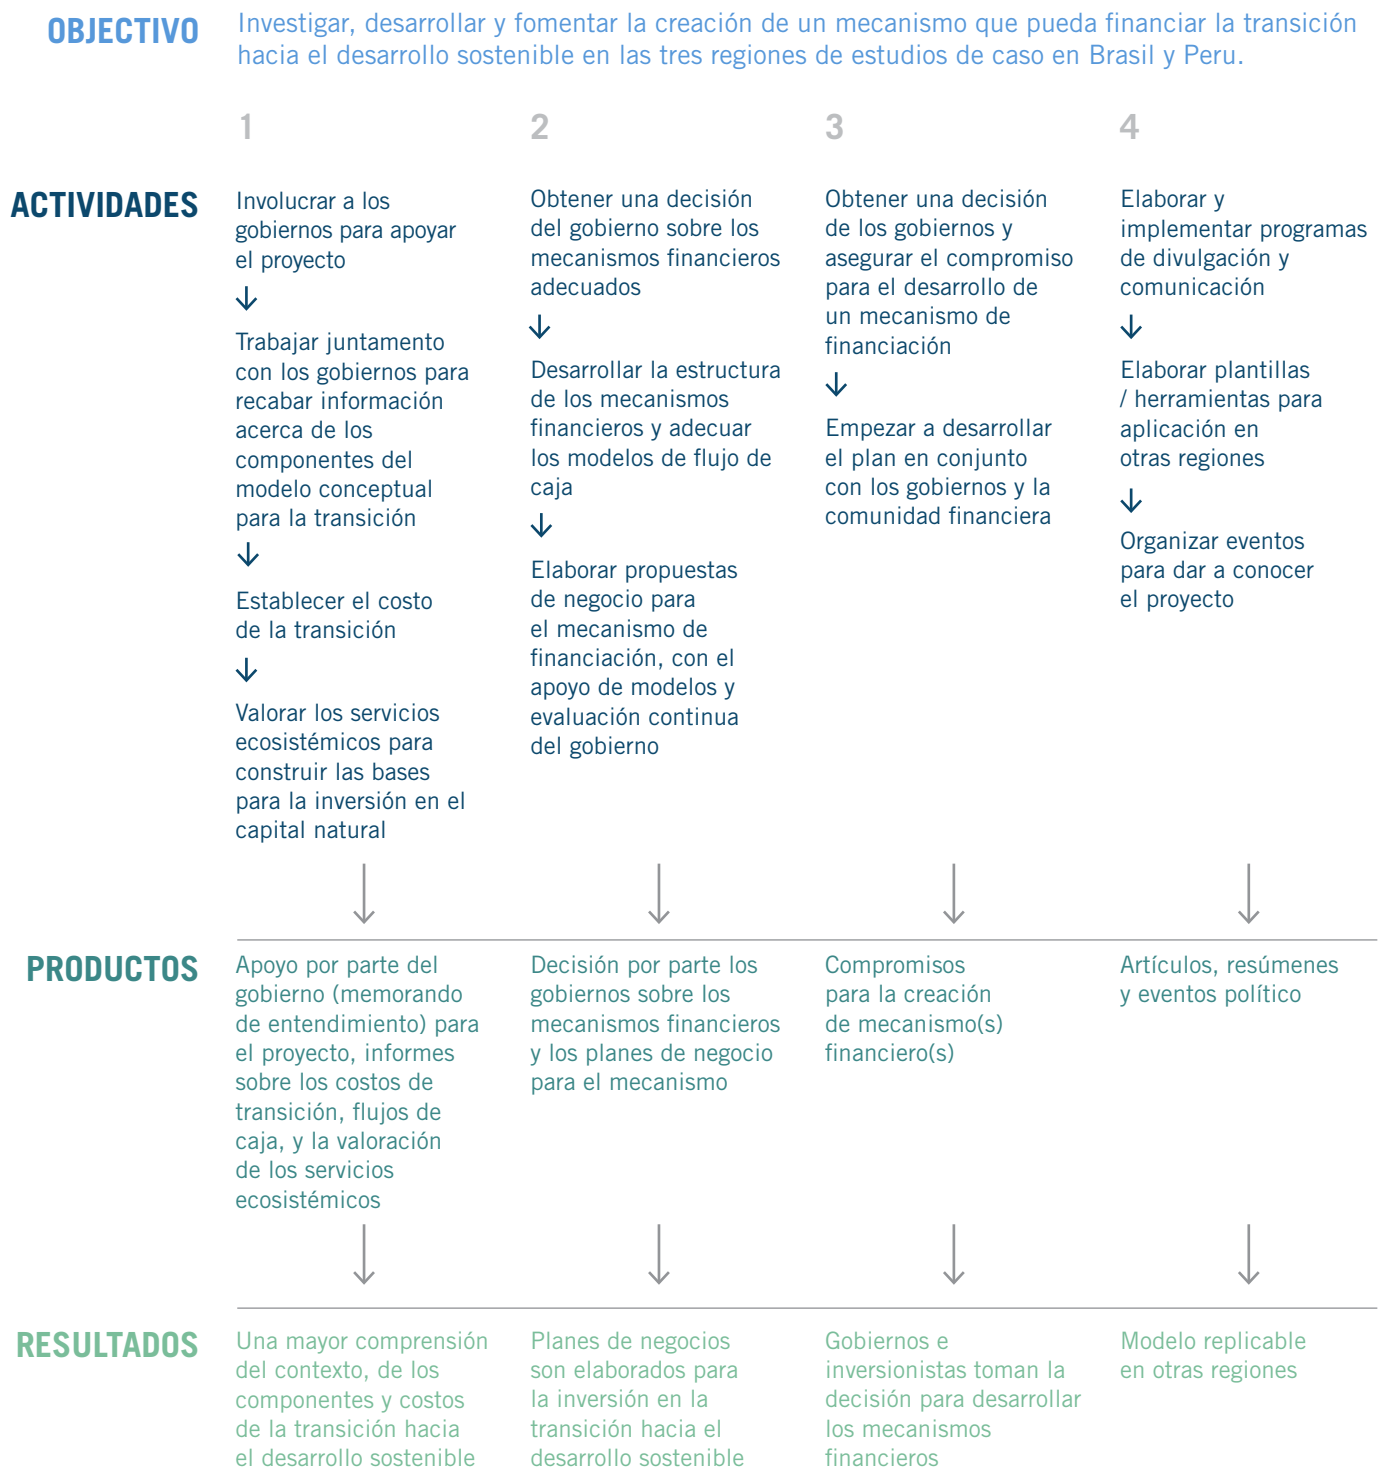 OBJECTIVO
Investigar, desarrollar y fomentar la creación de un mecanismo que pueda financiar la transición
hacia el desarrollo sostenible en las tres regiones de estudios de caso en Brasil y Peru.
1
2
3
4
ACTIVIDADES
Involucrar a los
gobiernos para apoyar
el proyecto
Trabajar juntamento
con los gobiernos para
recabar información
acerca de los
componentes del
modelo conceptual
para la transición
Establecer el costo
de la transición
Valorar los servicios
ecosistémicos para
construir las bases
para la inversión en el
capital natural
Obtener una decisión
del gobierno sobre los
mecanismos financieros
adecuados
Desarrollar la estructura
de los mecanismos
financieros y adecuar
los modelos de flujo de
caja
Elaborar propuestas
de negocio para
el mecanismo de
financiación, con el
apoyo de modelos y
evaluación continua
del gobierno
Obtener una decisión
de los gobiernos y
asegurar el compromiso
para el desarrollo de
un mecanismo de
financiación
Empezar a desarrollar
el plan en conjunto
con los gobiernos y la
comunidad financiera
Elaborar y
implementar programas
de divulgación y
comunicación
Elaborar plantillas
/ herramientas para
aplicación en
otras regiones
Organizar eventos
para dar a conocer
el proyecto
PRODUCTOS
Apoyo por parte del
gobierno (memorando
de entendimiento) para
el proyecto, informes
sobre los costos de
transición, flujos de
caja, y la valoración
de los servicios
ecosistémicos
Decisión por parte los
gobiernos sobre los
mecanismos financieros
y los planes de negocio
para el mecanismo
Compromisos
para la creación
de mecanismo(s)
financiero(s)
Artículos, resúmenes
y eventos político
RESULTADOS
Una mayor comprensión
del contexto, de los
componentes y costos
de la transición hacia
el desarrollo sostenible
Planes de negocios
son elaborados para
la inversión en la
transición hacia el
desarrollo sostenible
Gobiernos e
inversionistas toman la
decisión para desarrollar
los mecanismos
financieros
Modelo replicable
en otras regiones